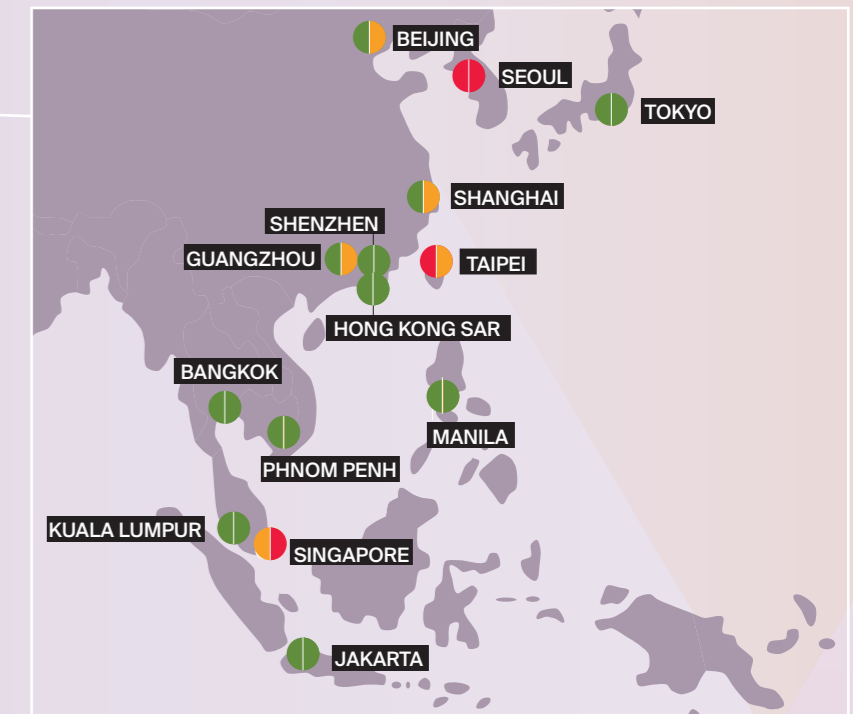 BEIJING
SEOUL
TOKYO
SHANGHAI
SHENZHEN
GUANGZHOU
TAIPEI
HONG KONG SAR
BANGKOK
MANILA
PHNOM PENH
KUALA LUMPUR
SINGAPORE
JAKARTA